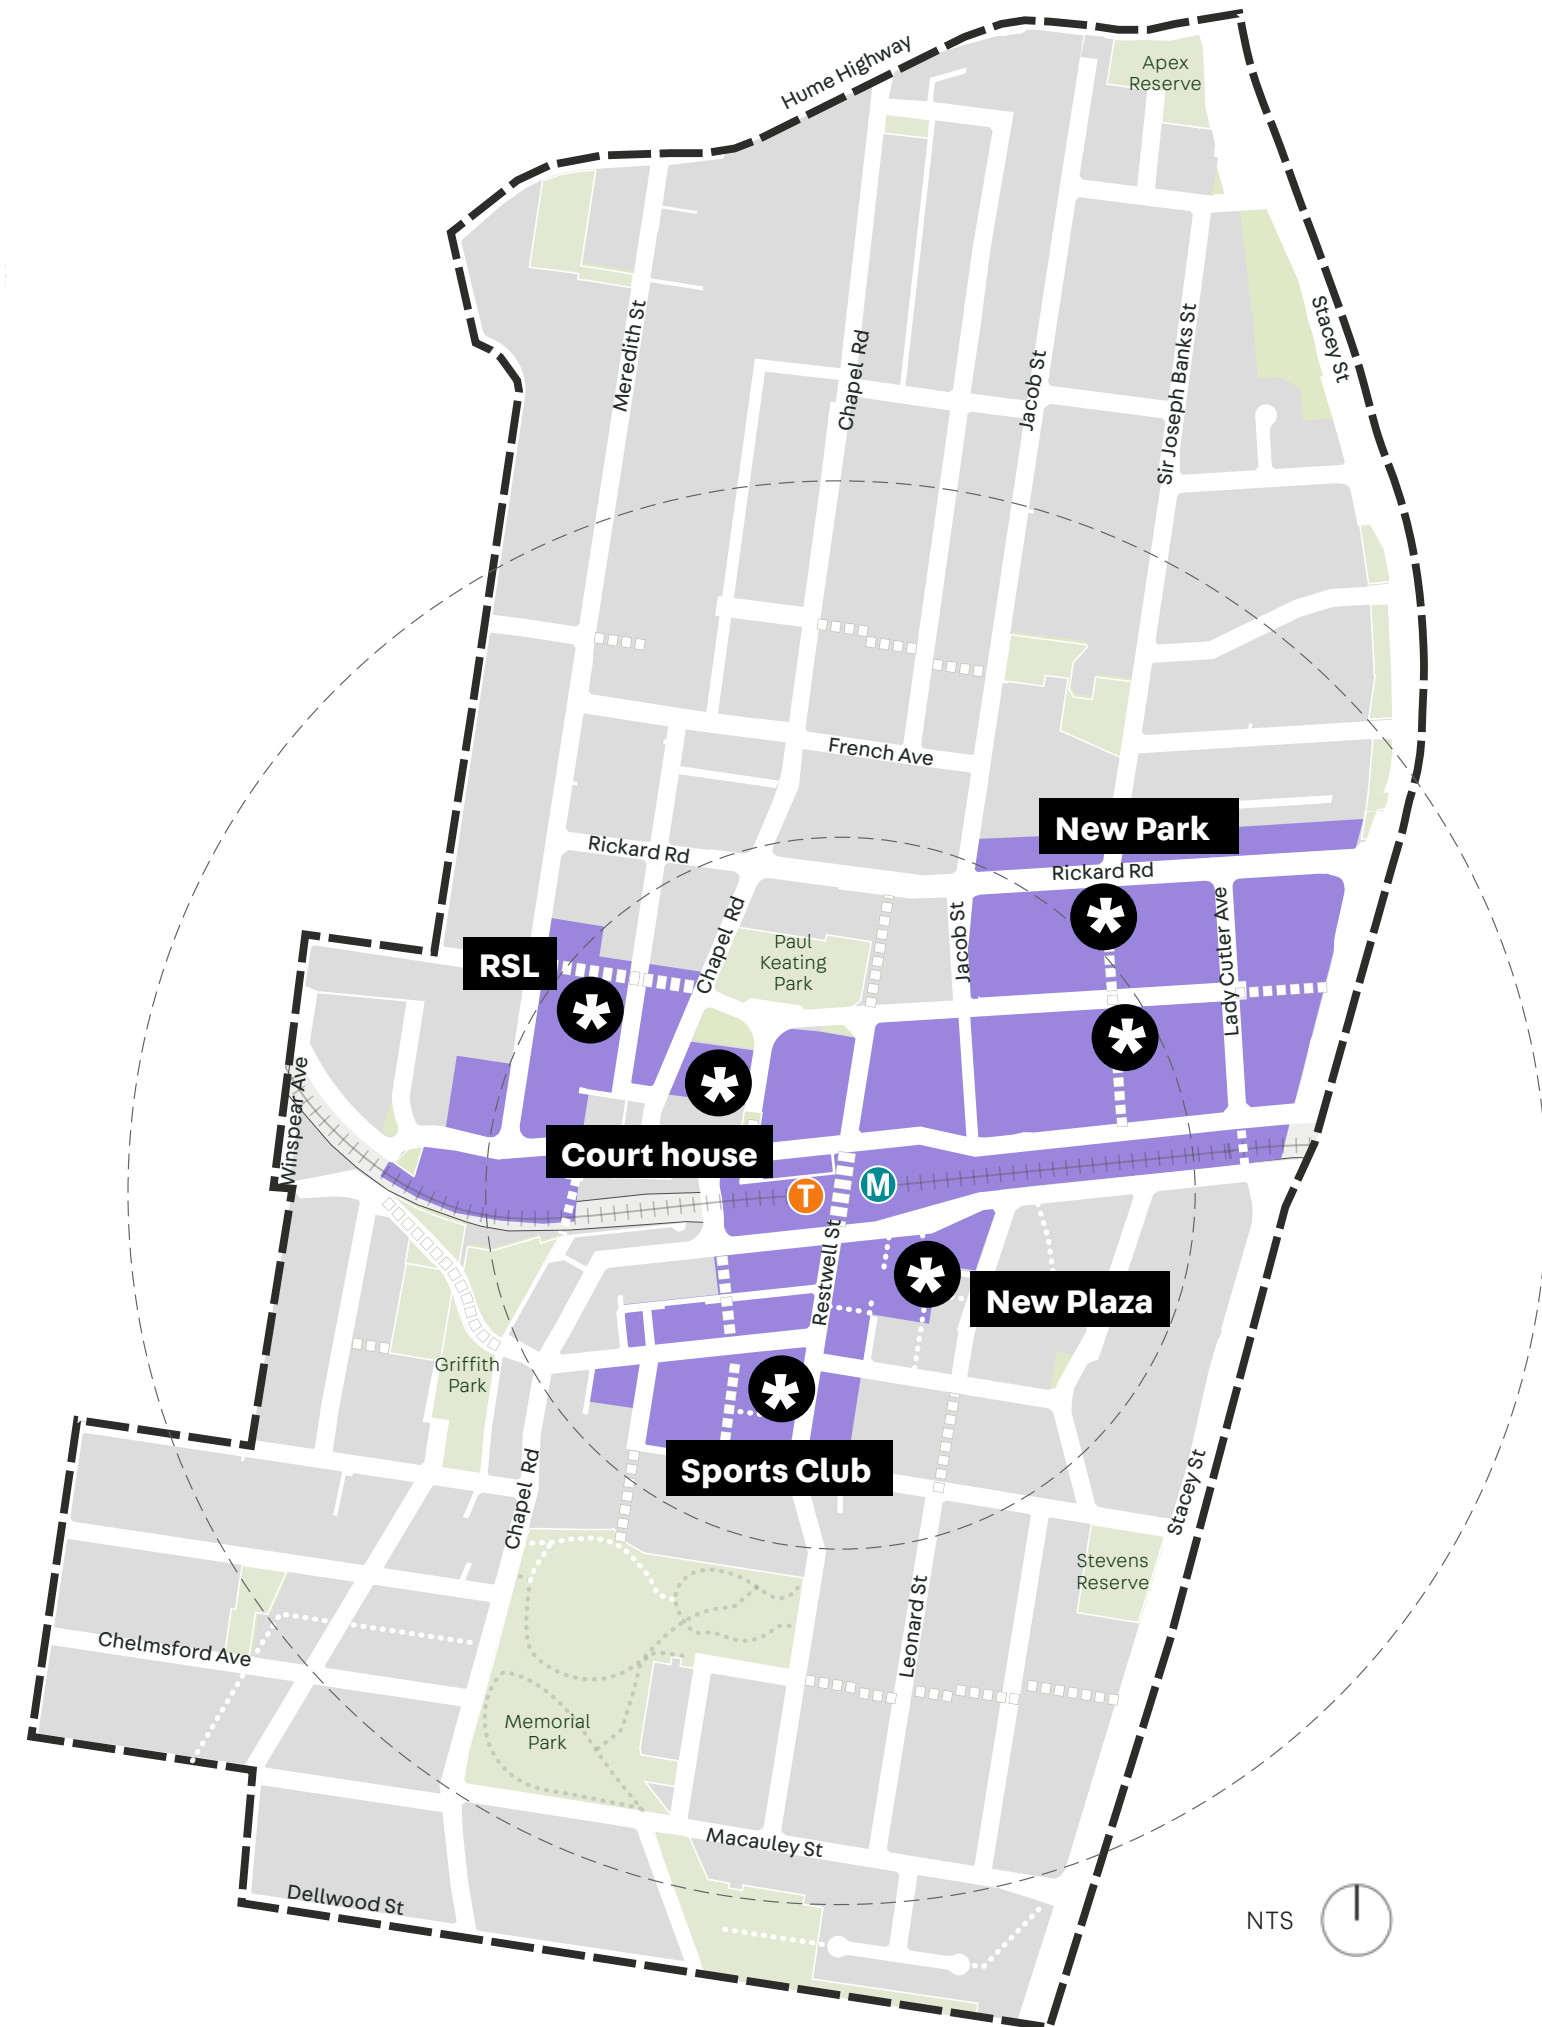 Hume Highway
Apex
Reserve
Meredith St
Chapel Rd
Jacob St
Sir Joseph Banks St
Stacey St
French Ave
New Park
Rickard Rd
Rickard Rd
Chapel Rd
Jacob St
Lady Cutler Ave
Paul
Keating
Park
RSL
Winspear Ave
Court house
T
M
Restwell St
New Plaza
Griffith
Park
Sports Club
Chapel Rd
Stacey St
Stevens
Reserve
Leonard St
Chelmsford Ave
Memorial
Park
Macauley St
Dellwood St
NTS